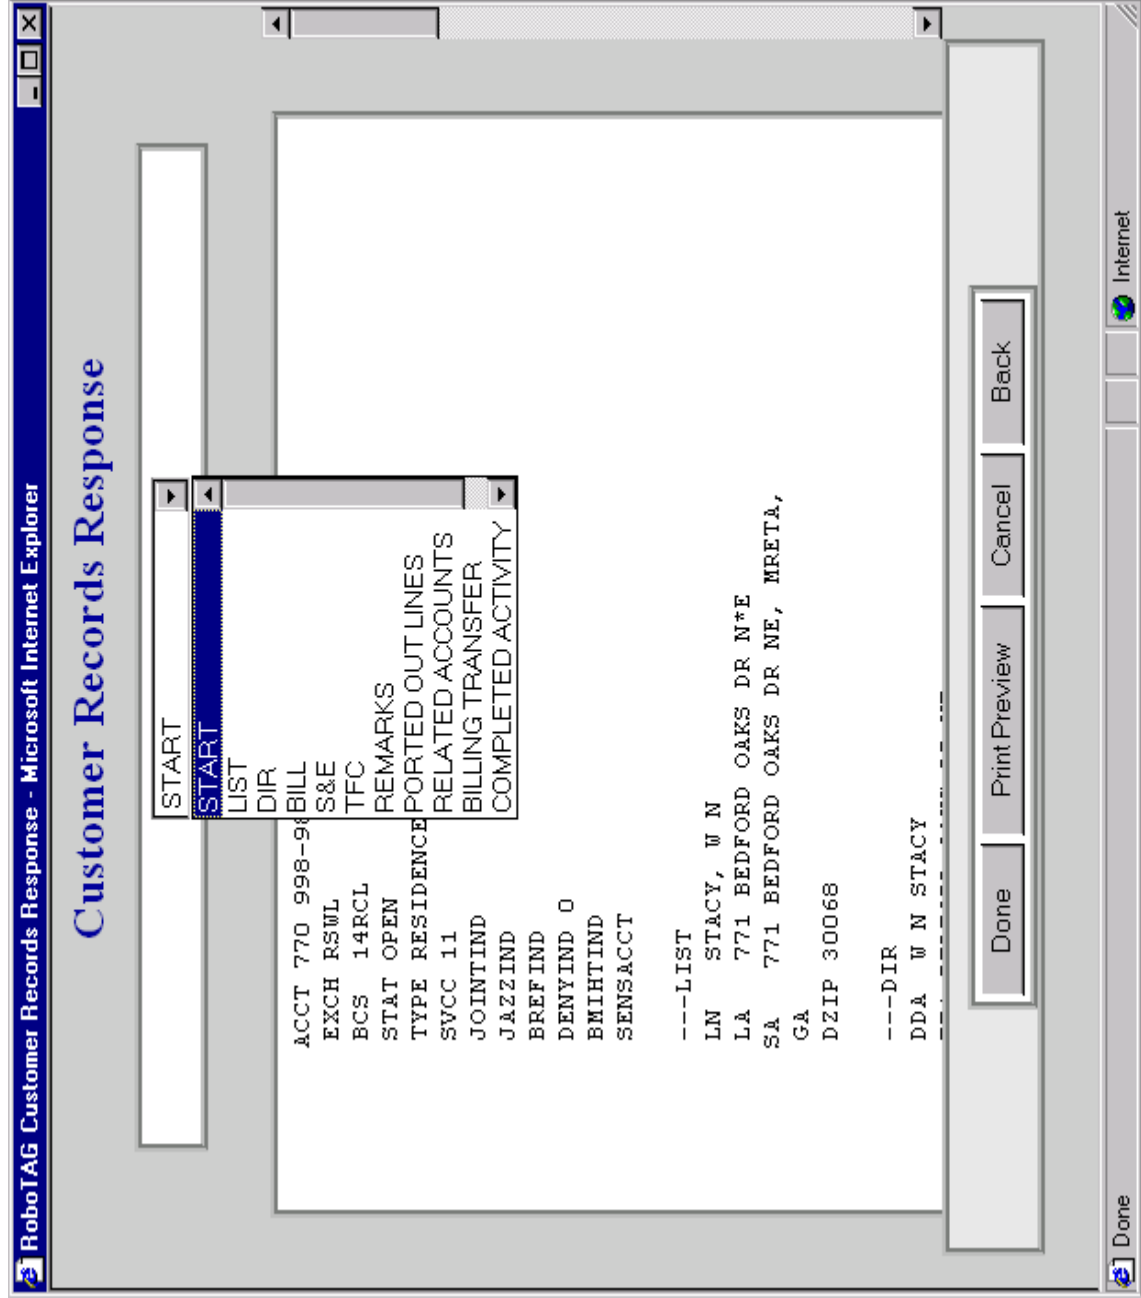 RoboTAG Customer Records Response - Microsoft Internet Explorer
Customer Records Response
START
START
LIST
DIR
BILL
S&E
TFC
REMARKS
PORTED OUT LINES
RELATED ACCOUNTS
BILLING TRANSFER
COMPLETED ACTIVITY
ACCT 770 998-98
EXCH RSWL
BCS 14RCL
STAT OPEN
TYPE RESIDENCE
SVCC 11
JOINTIND
JAZZIND
BREFIND
DENYIND 0
BMIHTIND
SENSACCT
---LIST
LN STACY, W N
LA 771 BEDFORD OAKS DR N*E
SA 771 BEDFORD OAKS DR NE, MRETA,
GA
DZIP 30068
---DIR
DDA W N STACY
Done Print Preview Cancel Back
Done Internet